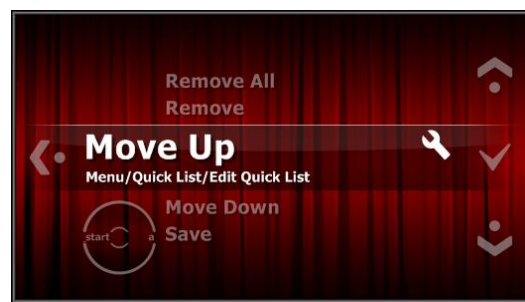 Remove All
Remove
Move Up
Menu/Quick List/Edit Quick List
Move Down
start a Save